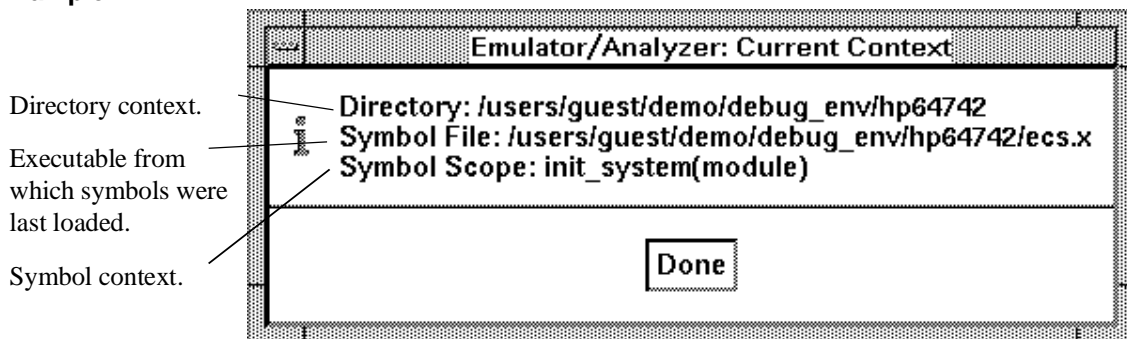 Emulator/Analyzer: Current Context
Directory context.
Executable from
which symbols were
last loaded.
Symbol context.
Directory: /users/guest/demo/debug_env/hp64742
Symbol File: /users/guest/demo/debug_env/hp64742/ecs.x
Symbol Scope: init_system(module)
Done